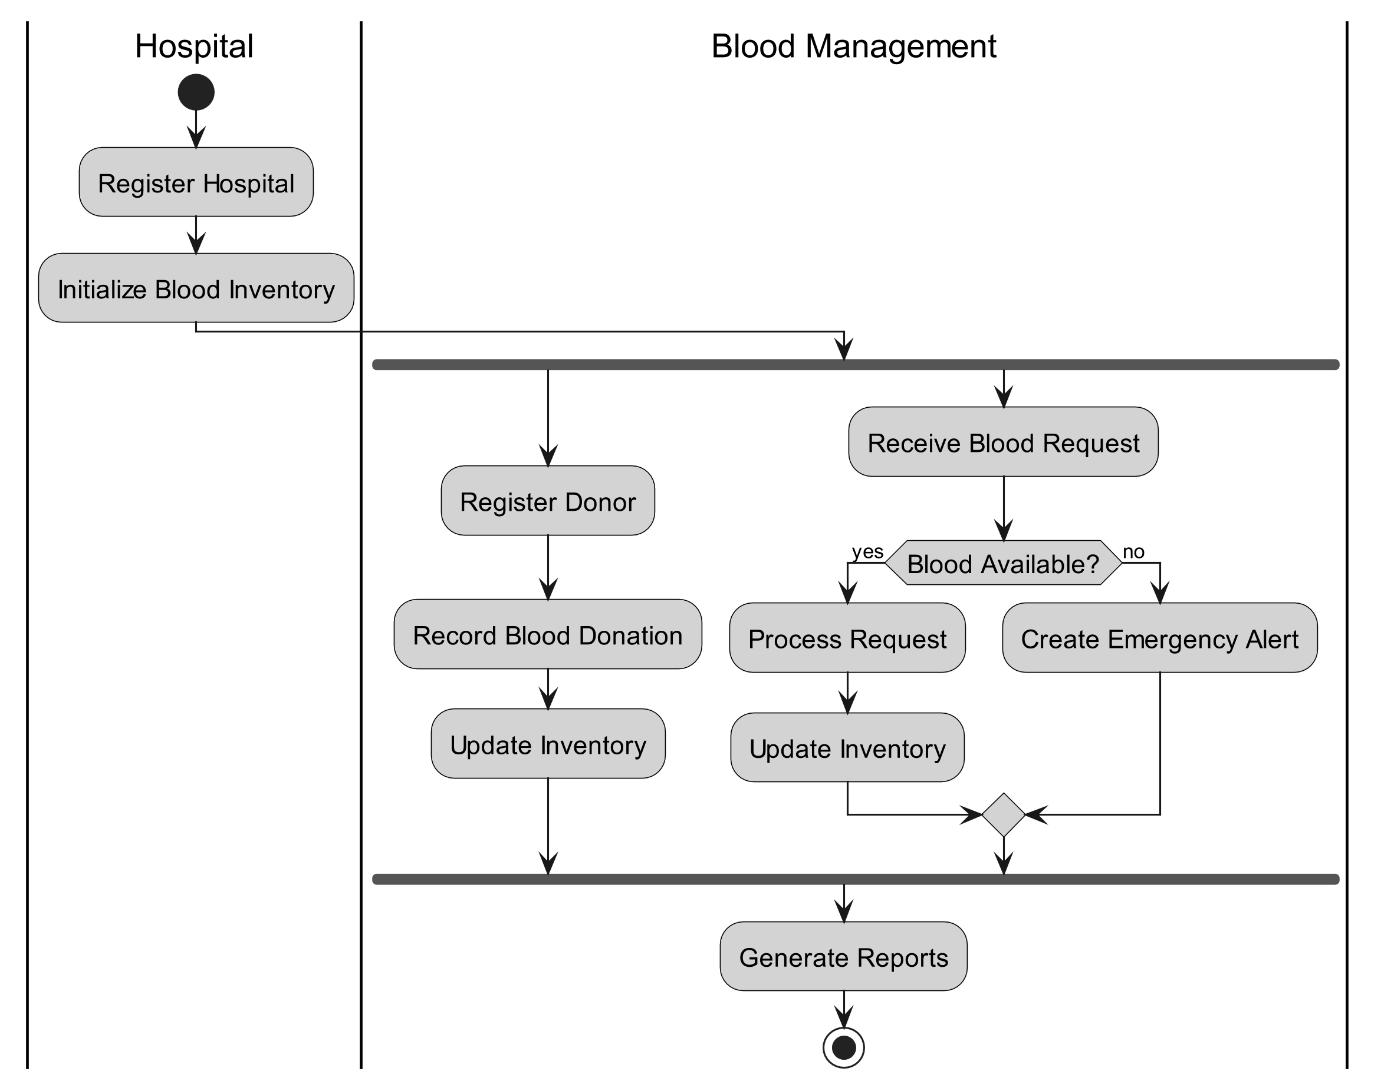 Hospital
Blood Management
Register Hospital
Initialize Blood Inventory
Receive Blood Request
Register Donor
yes
Blood Available?
no
Record Blood Donation
Process Request
Create Emergency Alert
Update Inventory
Update Inventory
Generate Reports